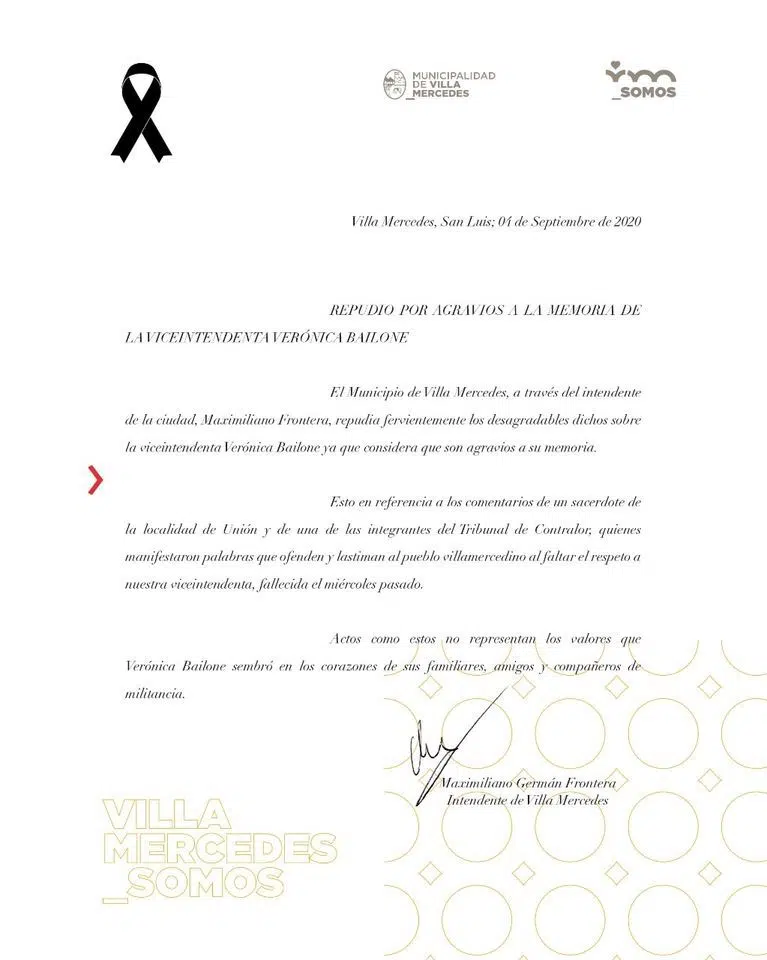 MUNICIPALIDAD
DE VILLA
_MERCEDES
vm
_SOMOS
Villa Mercedes, San Luis; 04 de Septiembre de 2020
REPUDIO POR AGRAVIOS A LA MEMORIA DE
LA VICEINTENDENTA VERÓNICA BAILONE
El Municipio de Villa Mercedes, a través del intendente
de la ciudad, Maximiliano Frontera, repudia fervientemente los desagradables dichos sobre
la viceintendenta Verónica Bailone ya que considera que son agravios a su memoria.
Esto en referencia a los comentarios de un sacerdote de
la localidad de Unión y de una de las integrantes del Tribunal de Contralor, quienes
manifestaron palabras que ofenden y lastiman al pueblo villamercedino al faltar el respeto a
nuestra viceintendenta, fallecida el miércoles pasado.
Actos como estos no representan los valores que
Verónica Bailone sembró en los corazones de sus familiares, amigos y compañeros de
militancia.
Maximiliano Germán Frontera
Intendente de Villa Mercedes
VILLA
MERCEDES
_SOMOS